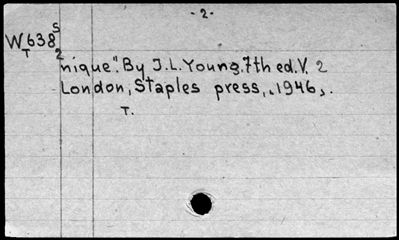 - 2 -
W638 S
T 2
nique". By J.L. Young. 7th ed. V. 2
London, Staples press, 1946.
T.